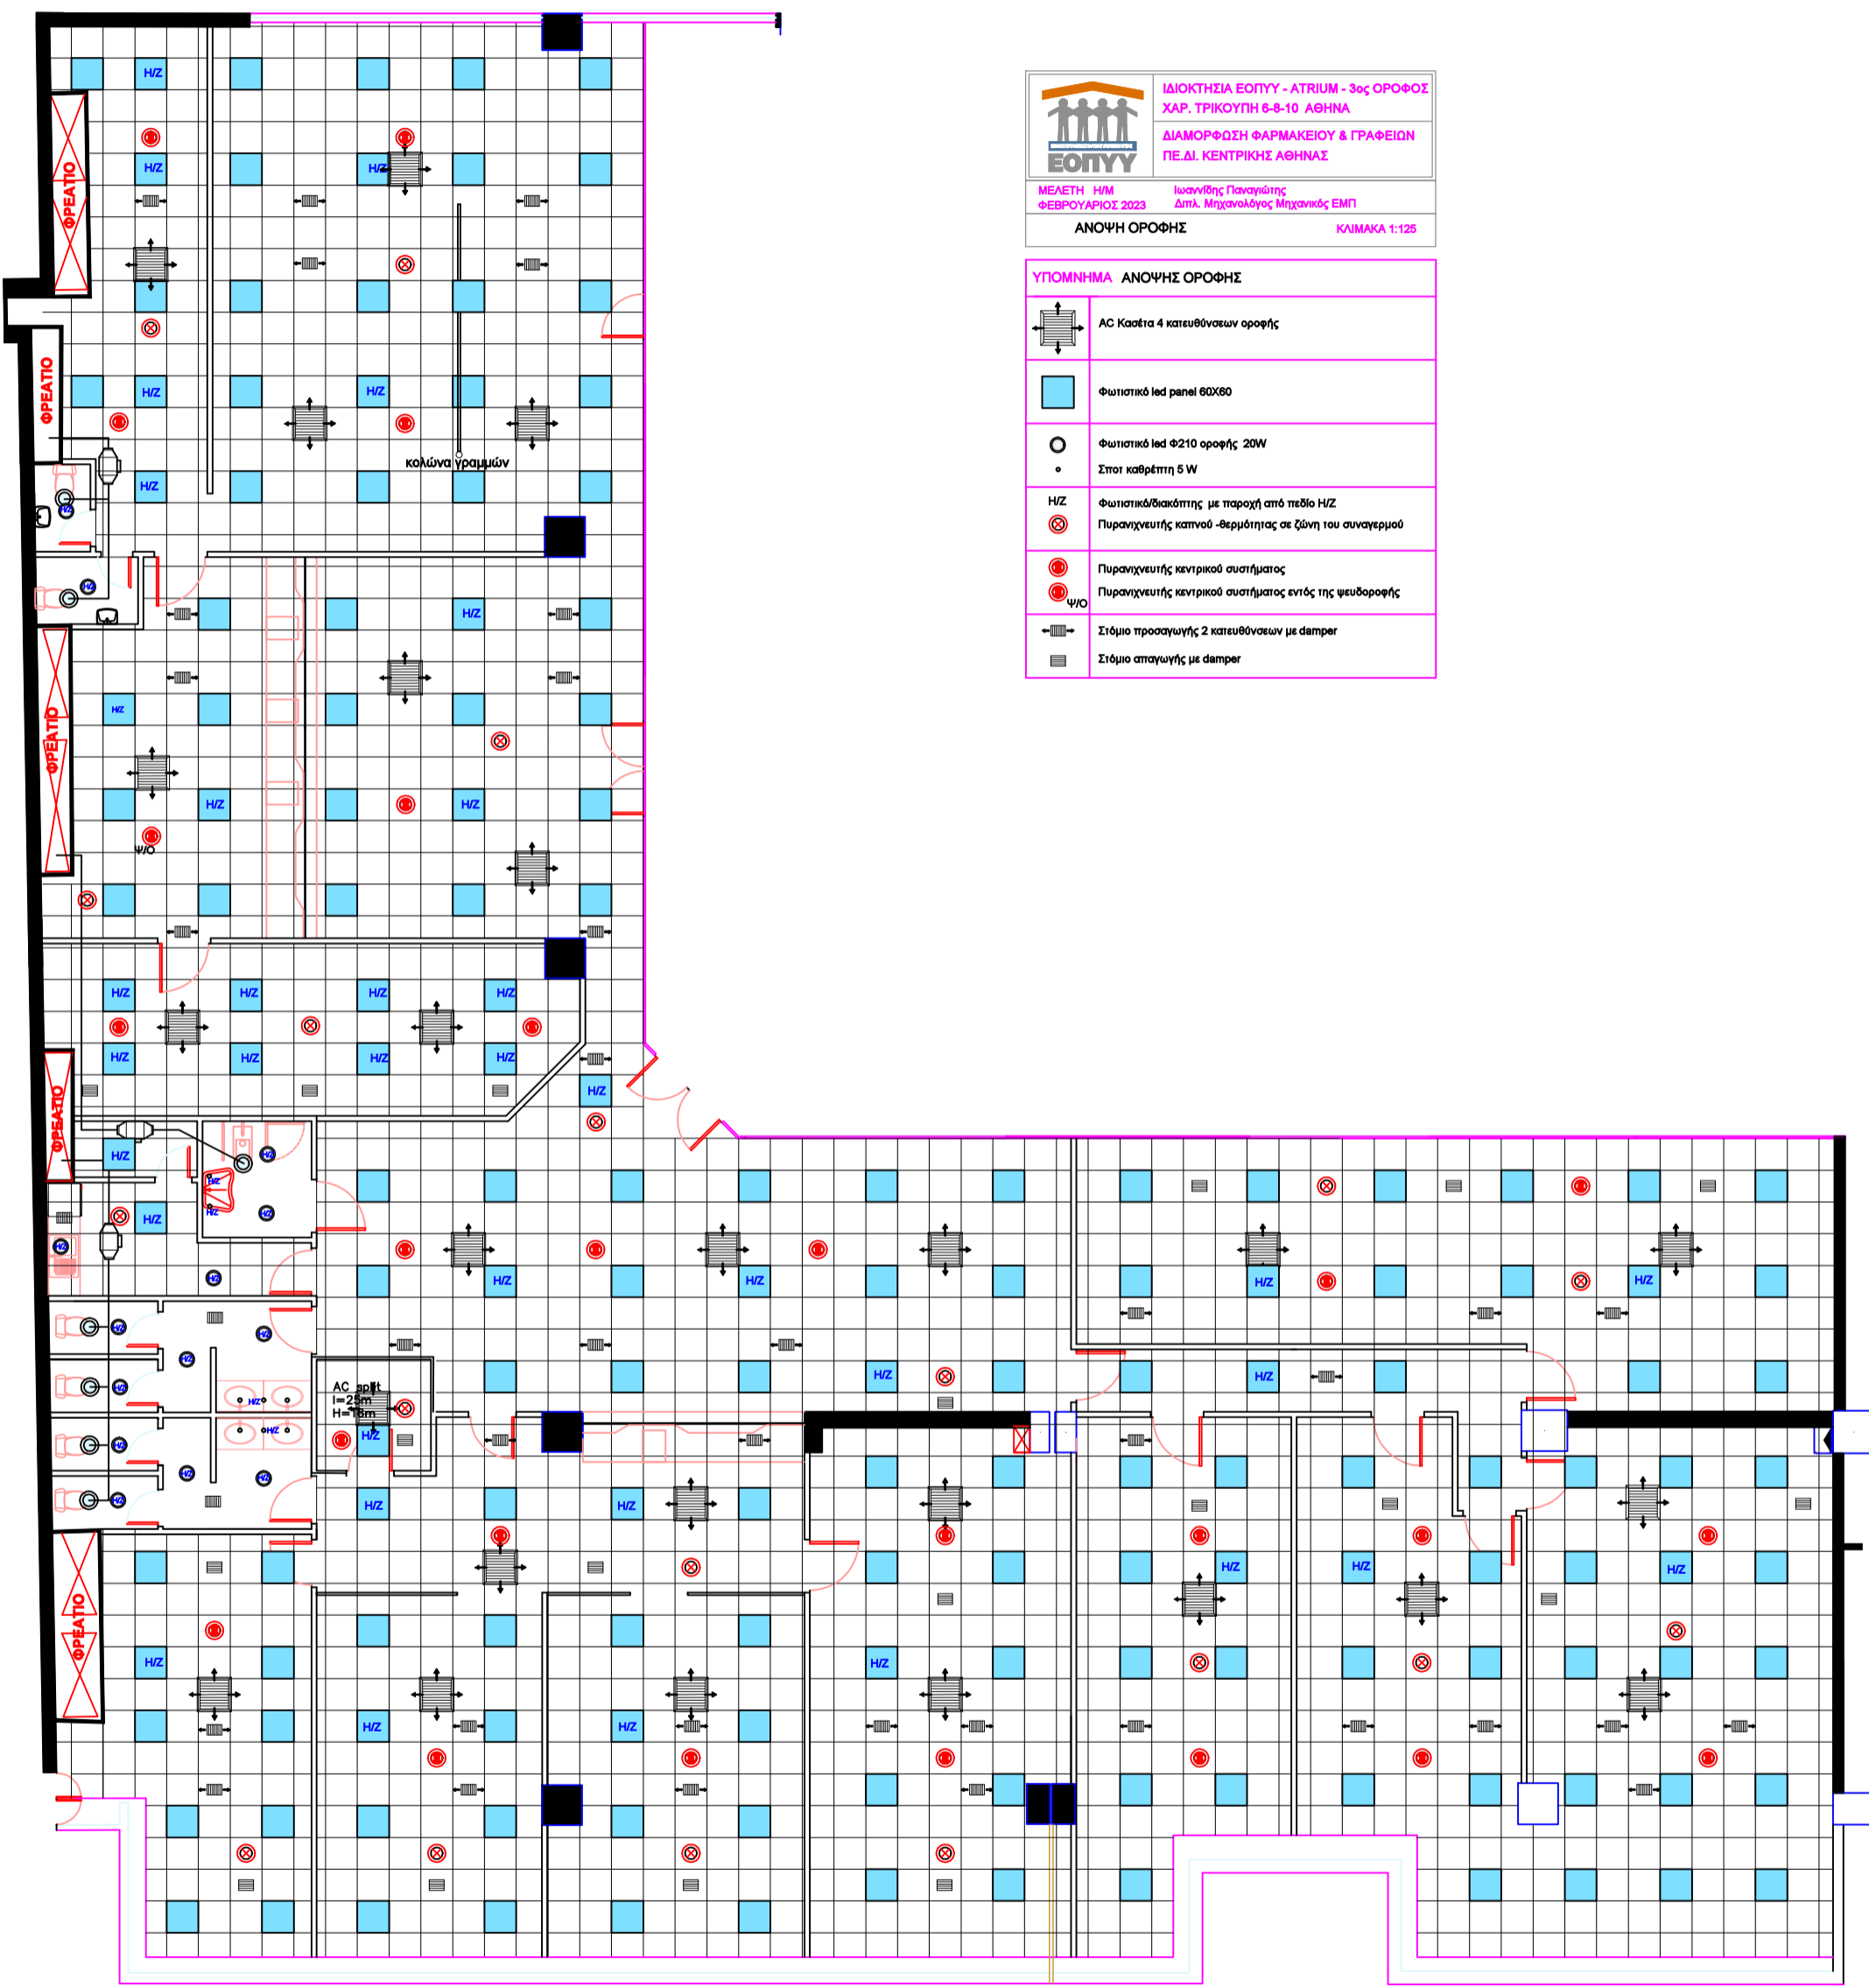 ΙΔΙΟΚΤΗΣΙΑ ΕΟΠΥΥ - ATRIUM - 3ος ΟΡΟΦΟΣ
ΧΑΡ. ΤΡΙΚΟΥΠΗ 6-8-10 ΑΘΗΝΑ
ΔΙΑΜΟΡΦΩΣΗ ΦΑΡΜΑΚΕΙΟΥ & ΓΡΑΦΕΙΩΝ
ΠΕ.ΔΙ. ΚΕΝΤΡΙΚΗΣ ΑΘΗΝΑΣ
ΕΟΠΥΥ
ΜΕΛΕΤΗ Η/Μ Ιωαννίδης Παναγιώτης
ΦΕΒΡΟΥΑΡΙΟΣ 2023 Διπλ. Μηχανολόγος Μηχανικός ΕΜΠ
ΑΝΟΨΗ ΟΡΟΦΗΣ ΚΛΙΜΑΚΑ 1:125
ΥΠΟΜΝΗΜΑ ΑΝΟΨΗΣ ΟΡΟΦΗΣ
AC Κασέτα 4 κατευθύνσεων οροφής
Φωτιστικό led panel 60X60
Φωτιστικό led Φ210 οροφής 20W
Σποτ καθρέπτη 5 W
Η/Ζ Φωτιστικό/διακόπτης με παροχή από πεδίο Η/Ζ
Πυρανιχνευτής καπνού -θερμότητας σε ζώνη του συναγερμού
Πυρανιχνευτής κεντρικού συστήματος
Πυρανιχνευτής κεντρικού συστήματος εντός της ψευδοροφής
Ψ/Ο
Στόμιο προσαγωγής 2 κατευθύνσεων με damper
Στόμιο απαγωγής με damper
Η/Ζ
Η/Ζ Η/Ζ
ΦΡΕΑΤΙΟ
Η/Ζ Η/Ζ
ΦΡΕΑΤΙΟ
κολώνα γραμμών
Η/Ζ
Η/Ζ
Η/Ζ Η/Ζ
Η/Ζ
ΦΡΕΑΤΙΟ
Η/Ζ Η/Ζ
Ψ/Ο
Η/Ζ Η/Ζ Η/Ζ Η/Ζ
Η/Ζ Η/Ζ Η/Ζ Η/Ζ
Η/Ζ
ΦΡΕΑΤΙΟ
Η/Ζ Η/Ζ
Η/Ζ
Η/Ζ Η/Ζ Η/Ζ
Η/Ζ
Η/Ζ Η/Ζ Η/Ζ Η/Ζ Η/Ζ
Η/Ζ Η/Ζ
Η/Ζ Η/Ζ Η/Ζ
AC split
Η/Ζ Η/Ζ
l=25m
H=16m
Η/Ζ Η/Ζ Η/Ζ
Η/Ζ Η/Ζ
Η/Ζ Η/Ζ Η/Ζ
Η/Ζ Η/Ζ Η/Ζ
ΦΡΕΑΤΙΟ
Η/Ζ Η/Ζ
Η/Ζ Η/Ζ